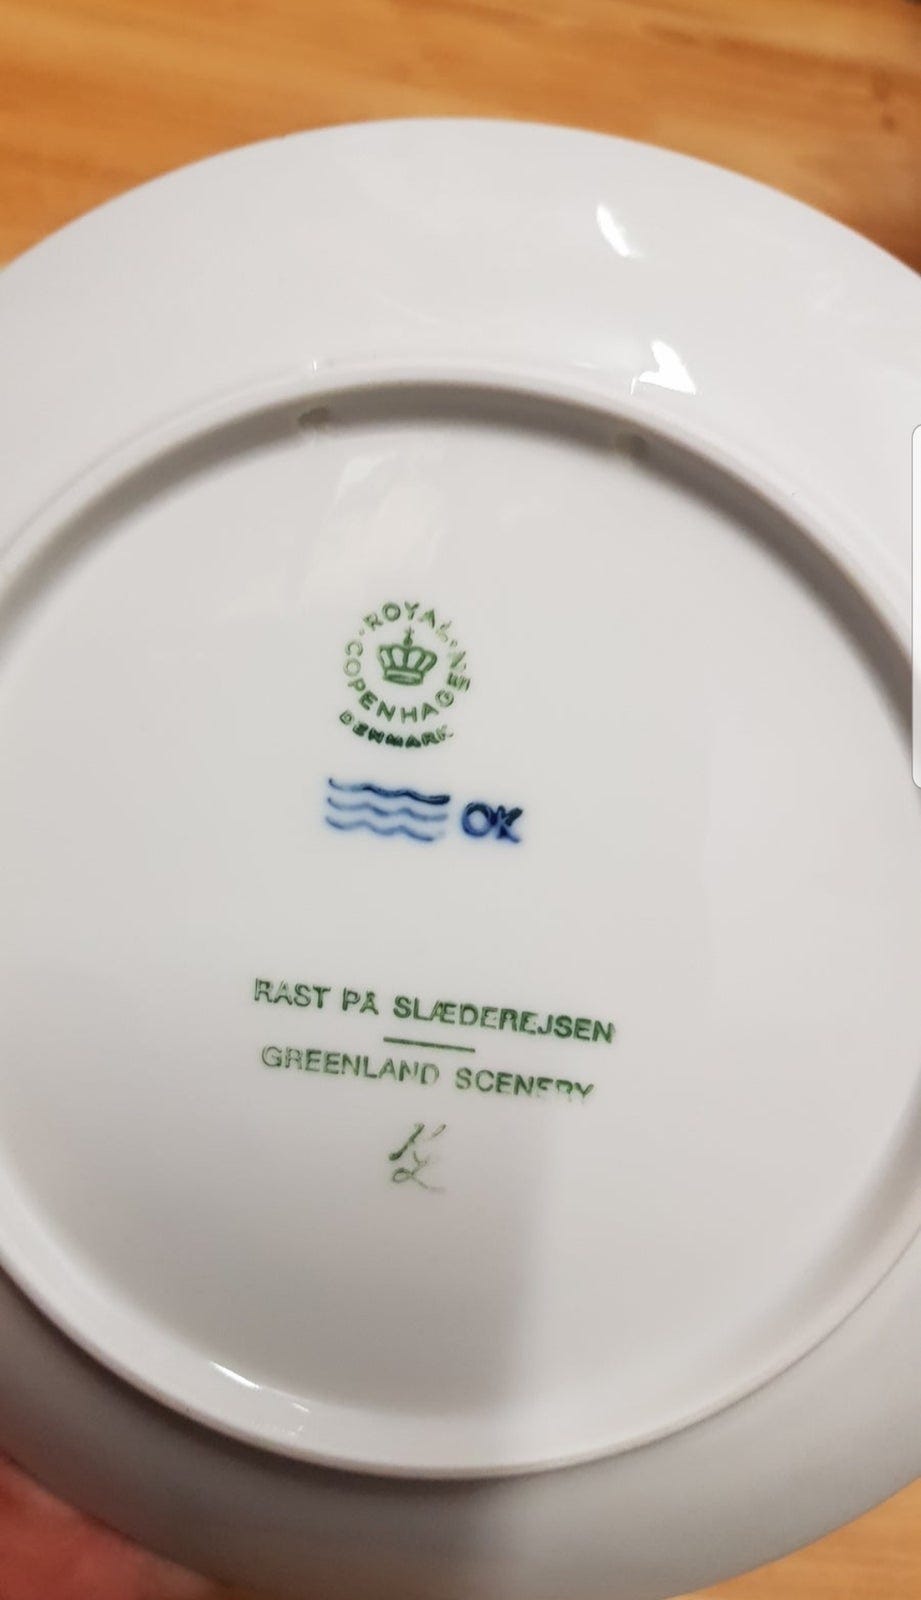 ROYAL COPENHAGEN
DENMARK
OK
RAST PÅ SLÆDEREJSEN
GREENLAND SCENERY